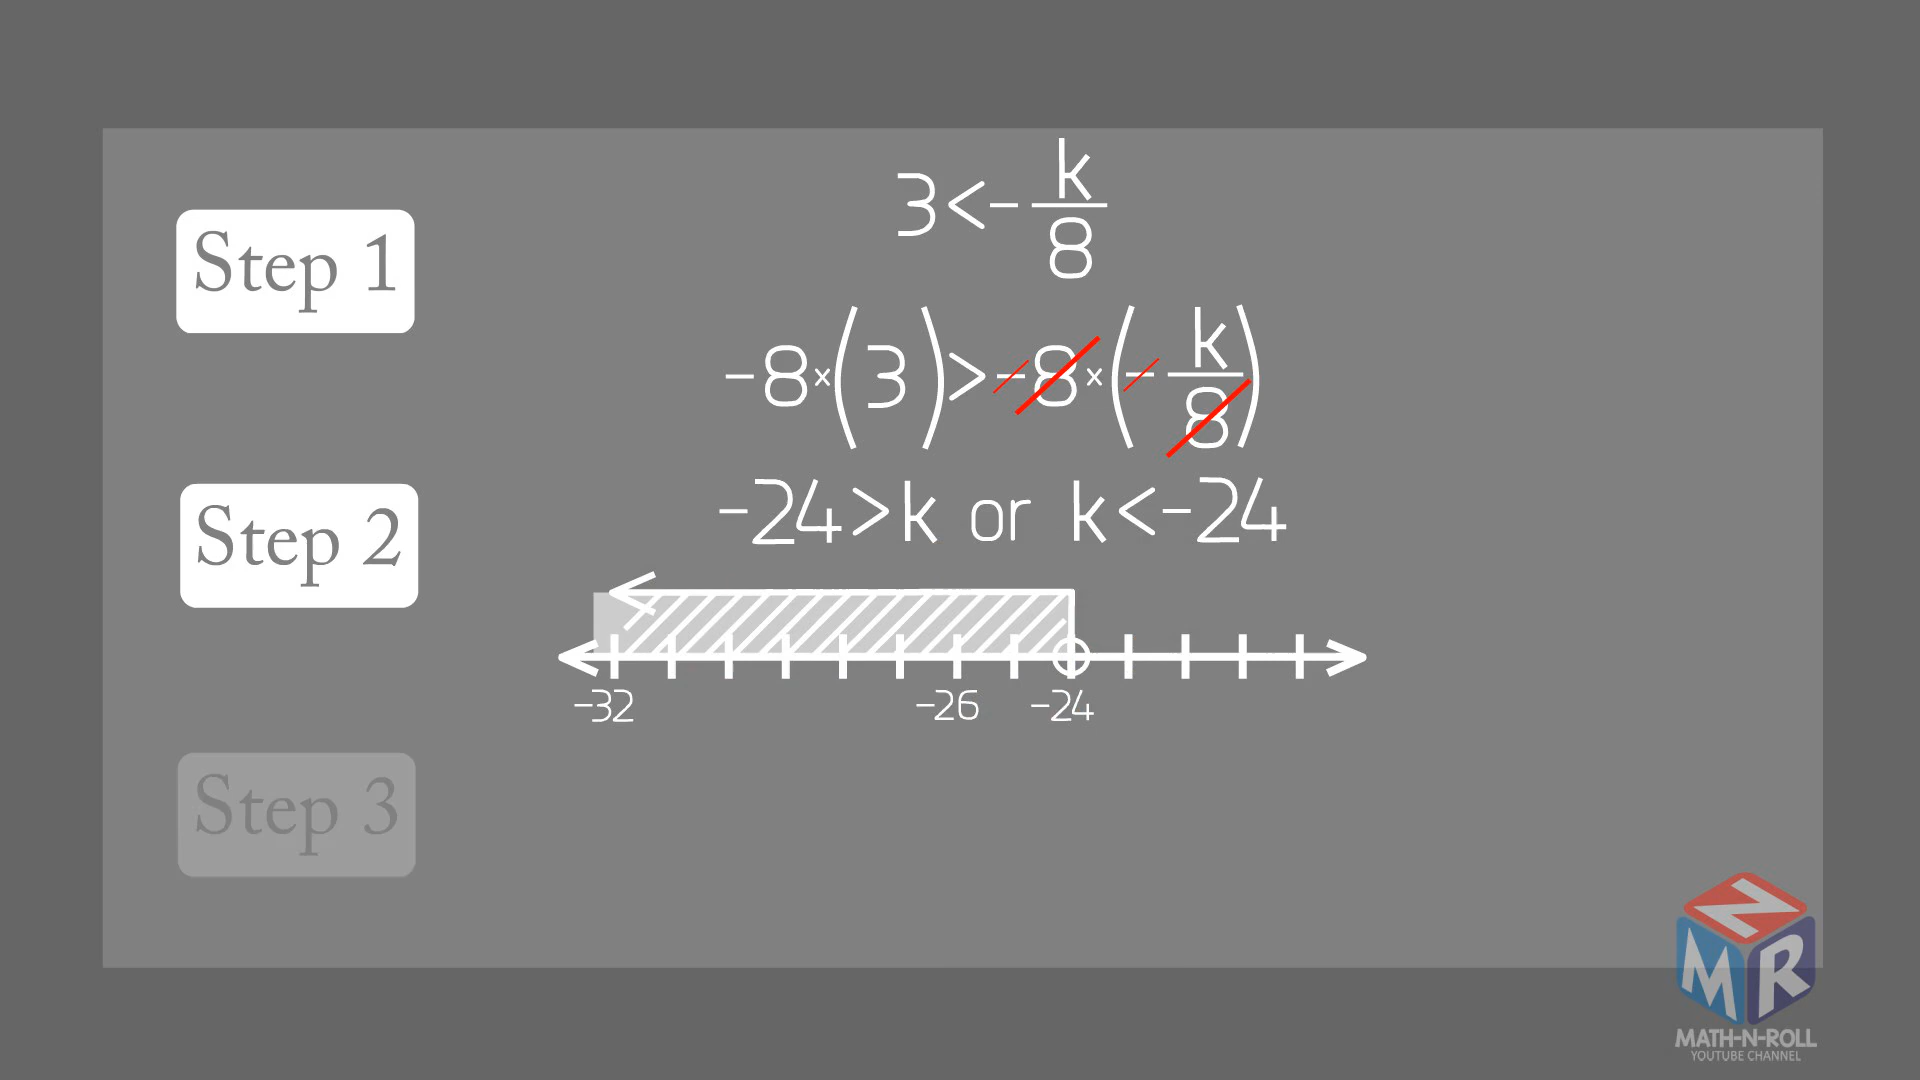 Step 1
3<-k/8
-8×(3)>-8×(-k/8)
Step 2
-24>k or k<-24
-32 -26 -24
Step 3
N
M R
MATH-N-ROLL
YOUTUBE CHANNEL